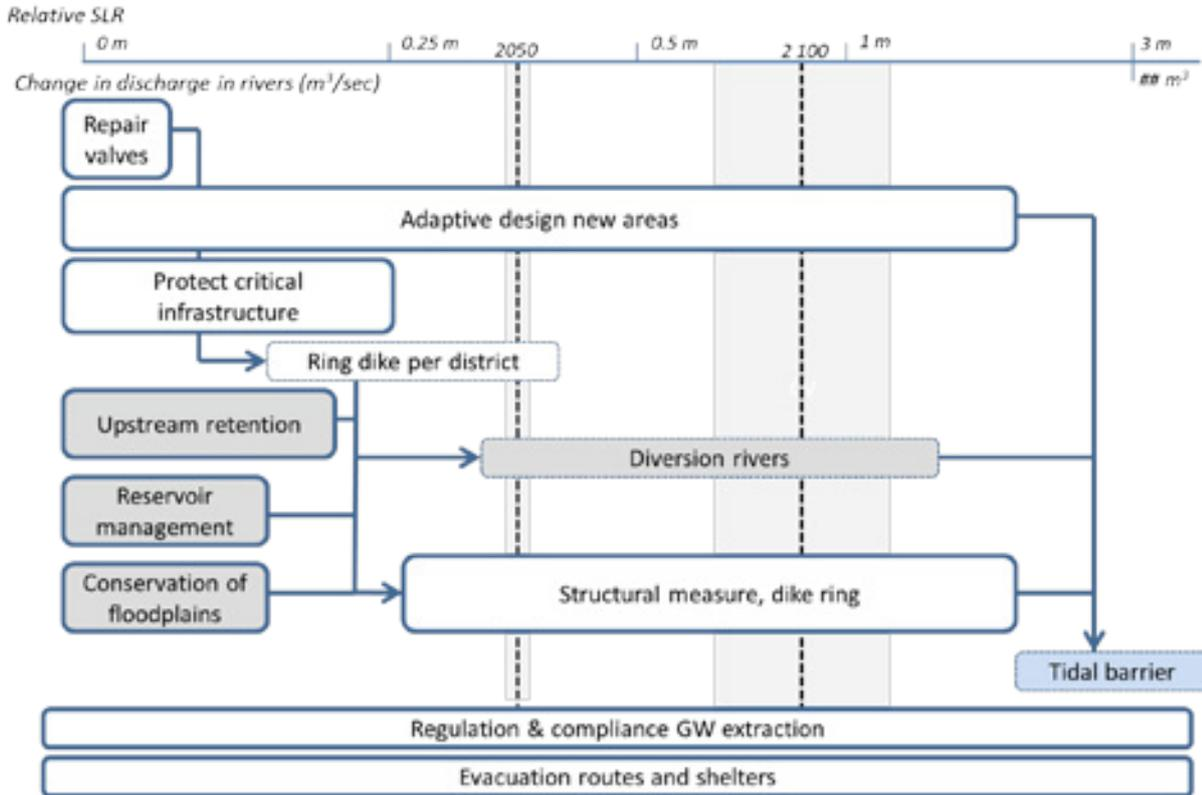 Relative SLR
0 m
0.25 m
2050
0.5 m
2100
1 m
3 m
Change in discharge in rivers (m³/sec)
## m³
Repair
valves
Adaptive design new areas
Protect critical
infrastructure
Ring dike per district
Upstream retention
Diversion rivers
Reservoir
management
Conservation of
floodplains
Structural measure, dike ring
Tidal barrier
Regulation & compliance GW extraction
Evacuation routes and shelters